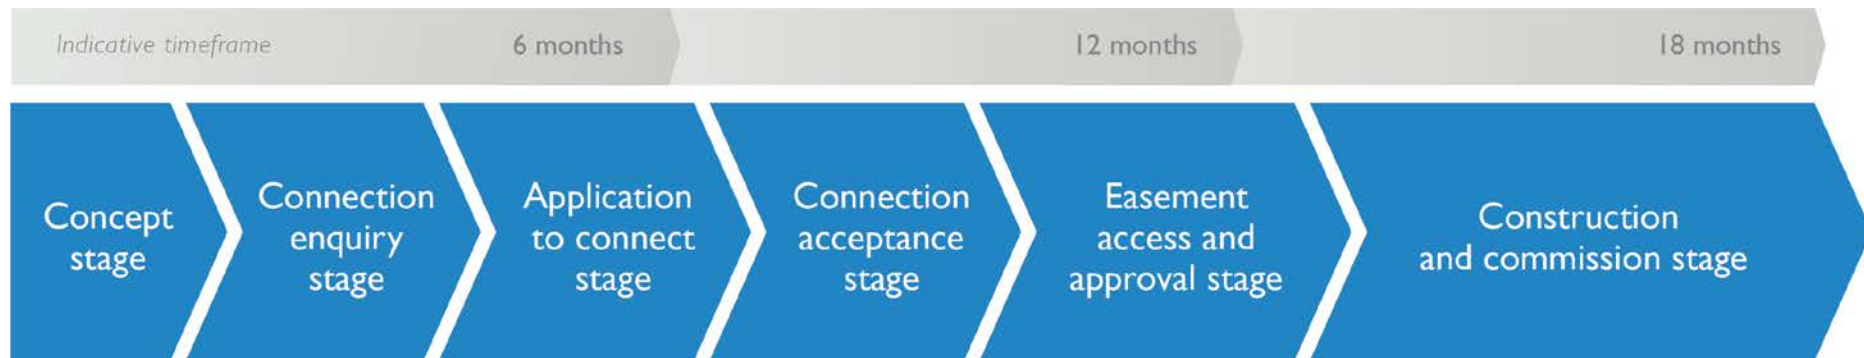 Indicative timeframe
6 months
12 months
18 months
Concept
stage
Connection
enquiry
stage
Application
to connect
stage
Connection
acceptance
stage
Easement
access and
approval stage
Construction
and commission stage